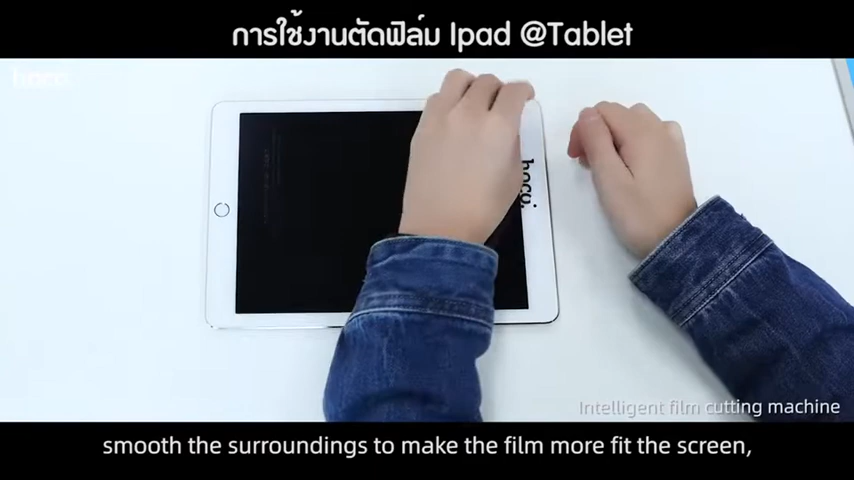 การใช้งานตัดฟิล์ม Ipad @Tablet
hoco.
hoco.
Intelligent film cutting machine
smooth the surroundings to make the film more fit the screen,